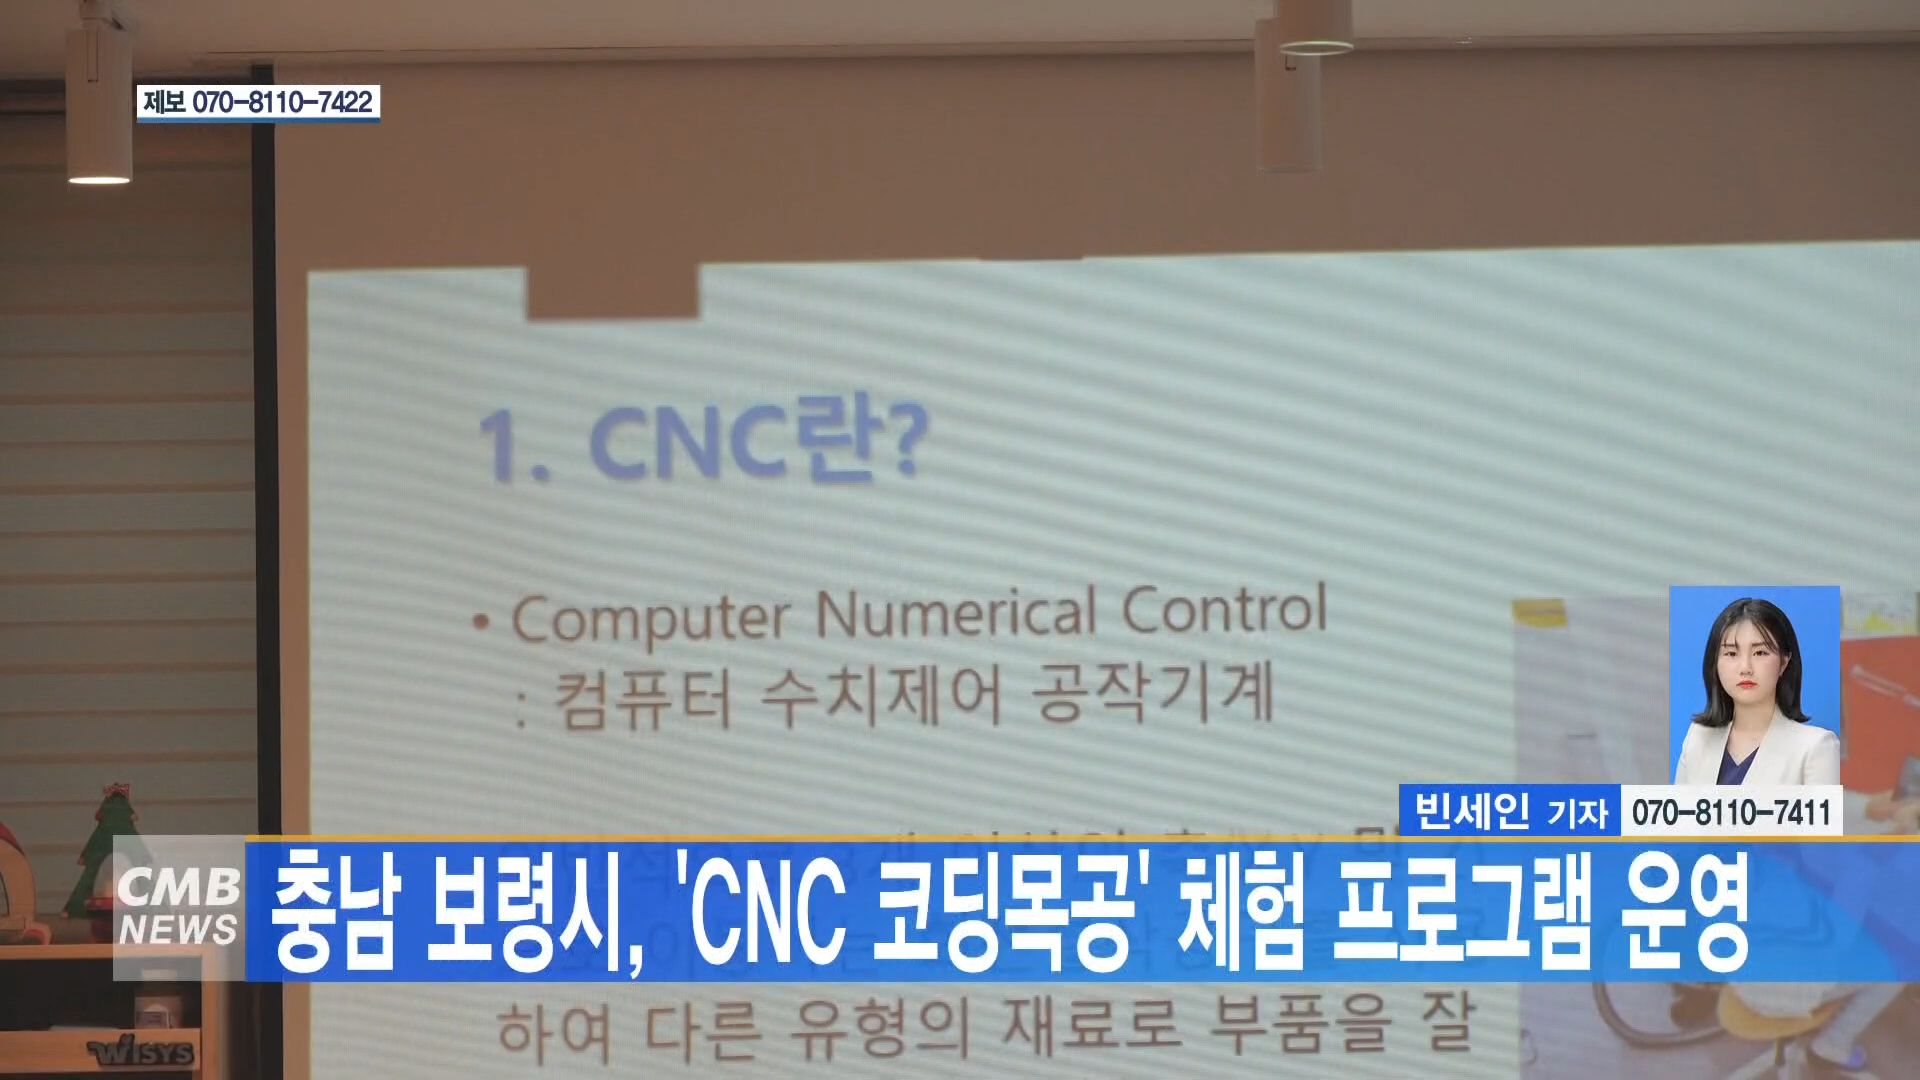 제보 070-8110-7422
1. CNC란?
• Computer Numerical Control
: 컴퓨터 수치제어 공작기계
빈세인 기자 070-8110-7411
CMB NEWS
충남 보령시, 'CNC 코딩목공' 체험 프로그램 운영
하여 다른 유형의 재료로 부품을 잘
WISYS